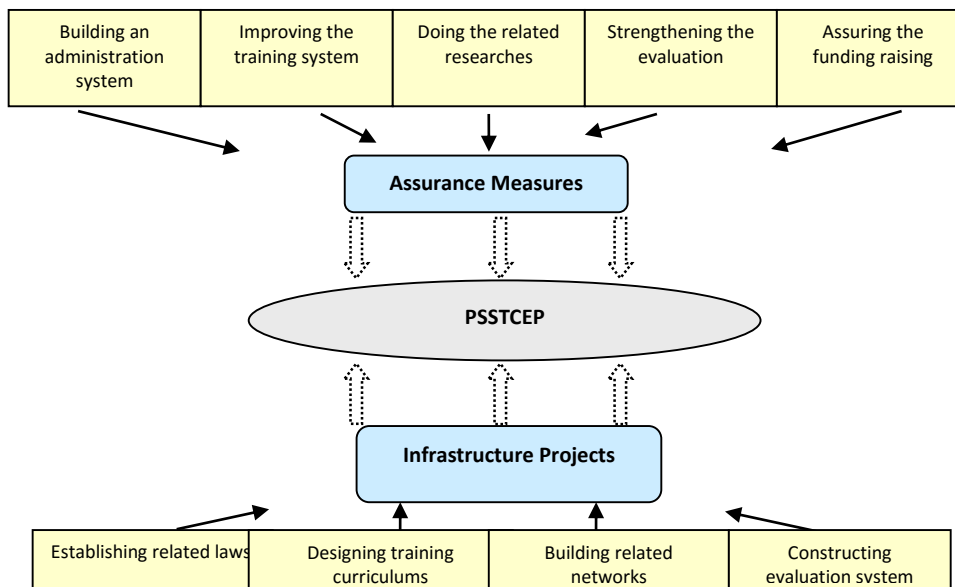 Building an
administration
system
Improving the
training system
Doing the related
researches
Strengthening the
evaluation
Assuring the
funding raising
Assurance Measures
PSSTCEP
Infrastructure Projects
Establishing related laws
Designing training
curriculums
Building related
networks
Constructing
evaluation system